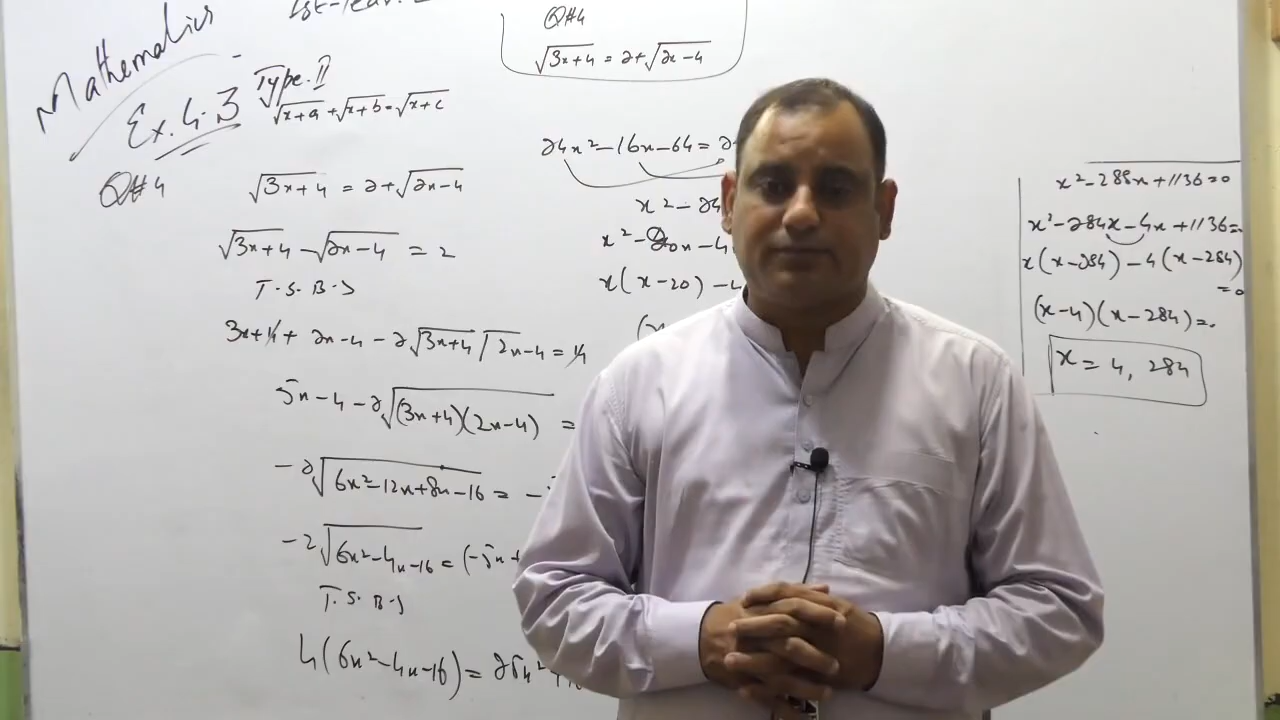 Mathematics
Ex. 4.3
Type. II
√x+a + √x+b = √x+c
Q#4
√3x+4 = 2+√2x-4
√3x+4 - √2x-4 = 2
T.S.B.S
3x+4+ 2x-4 - 2√3x+4 √2x-4 = 4
5x-4-2√(3x+4)(2x-4) =
-2√6x²-12x+8x-16 = -
-2√6x²-4x-16 = (-5x+
T.S.B.S
4(6x²-4x-16) = 25x²+
Q#4
√3x+4 = 2+√2x-4
24x²-16x-64=2
x²-24
x²-20x-4
x(x-20)-4
(x
x²-288x+1136=0
x²-284x-4x+1136=
x(x-284)-4(x-284)
=0
(x-4)(x-284)=
x = 4, 284